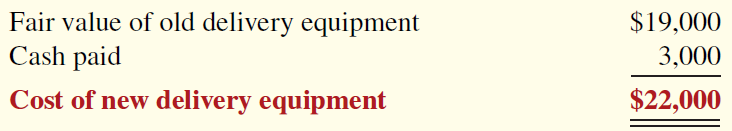 Fair value of old delivery equipment $19,000
Cash paid 3,000
Cost of new delivery equipment $22,000